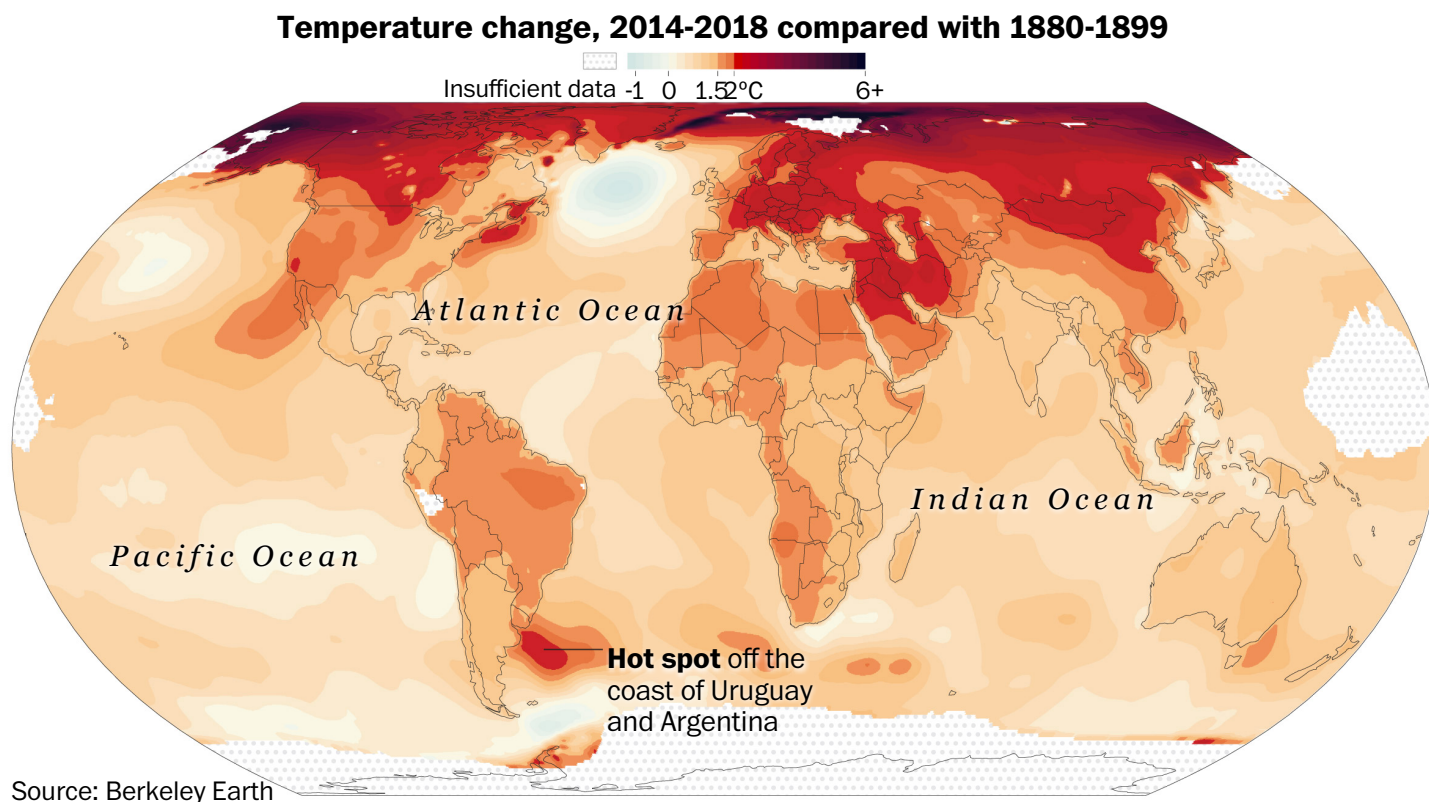 Temperature change, 2014-2018 compared with 1880-1899
Insufficient data -1 0 1.5 2°C 6+
Atlantic Ocean
Indian Ocean
Pacific Ocean
Hot spot off the
coast of Uruguay
and Argentina
Source: Berkeley Earth